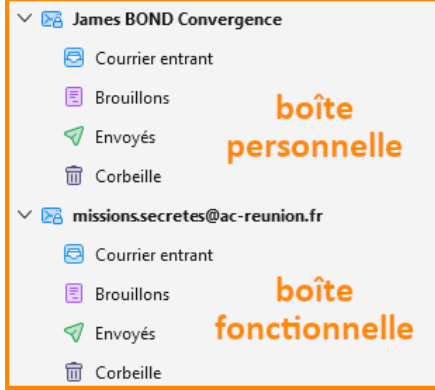 James BOND Convergence
Courrier entrant
Brouillons
Envoyés
Corbeille
boîte
personnelle
missions.secretes@ac-reunion.fr
Courrier entrant
Brouillons
Envoyés
Corbeille
boîte
fonctionnelle